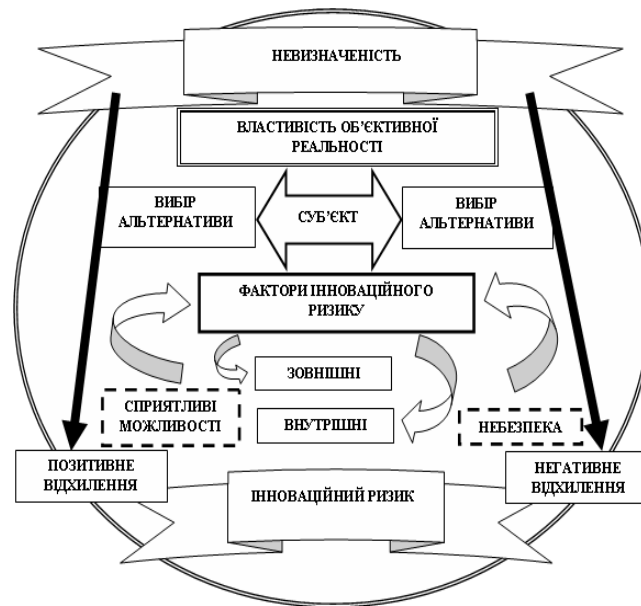 НЕВИЗНАЧЕНІСТЬ
ВЛАСТИВІСТЬ ОБ’ЄКТИВНОЇ
РЕАЛЬНОСТІ
ВИБІР
АЛЬТЕРНАТИВИ
СУБ’ЄКТ
ВИБІР
АЛЬТЕРНАТИВИ
ФАКТОРИ ІННОВАЦІЙНОГО
РИЗИКУ
ЗОВНІШНІ
СПРИЯТЛИВІ
МОЖЛИВОСТІ
ВНУТРІШНІ
НЕБЕЗПЕКА
ПОЗИТИВНЕ
ВІДХИЛЕННЯ
ІННОВАЦІЙНИЙ РИЗИК
НЕГАТИВНЕ
ВІДХИЛЕННЯ